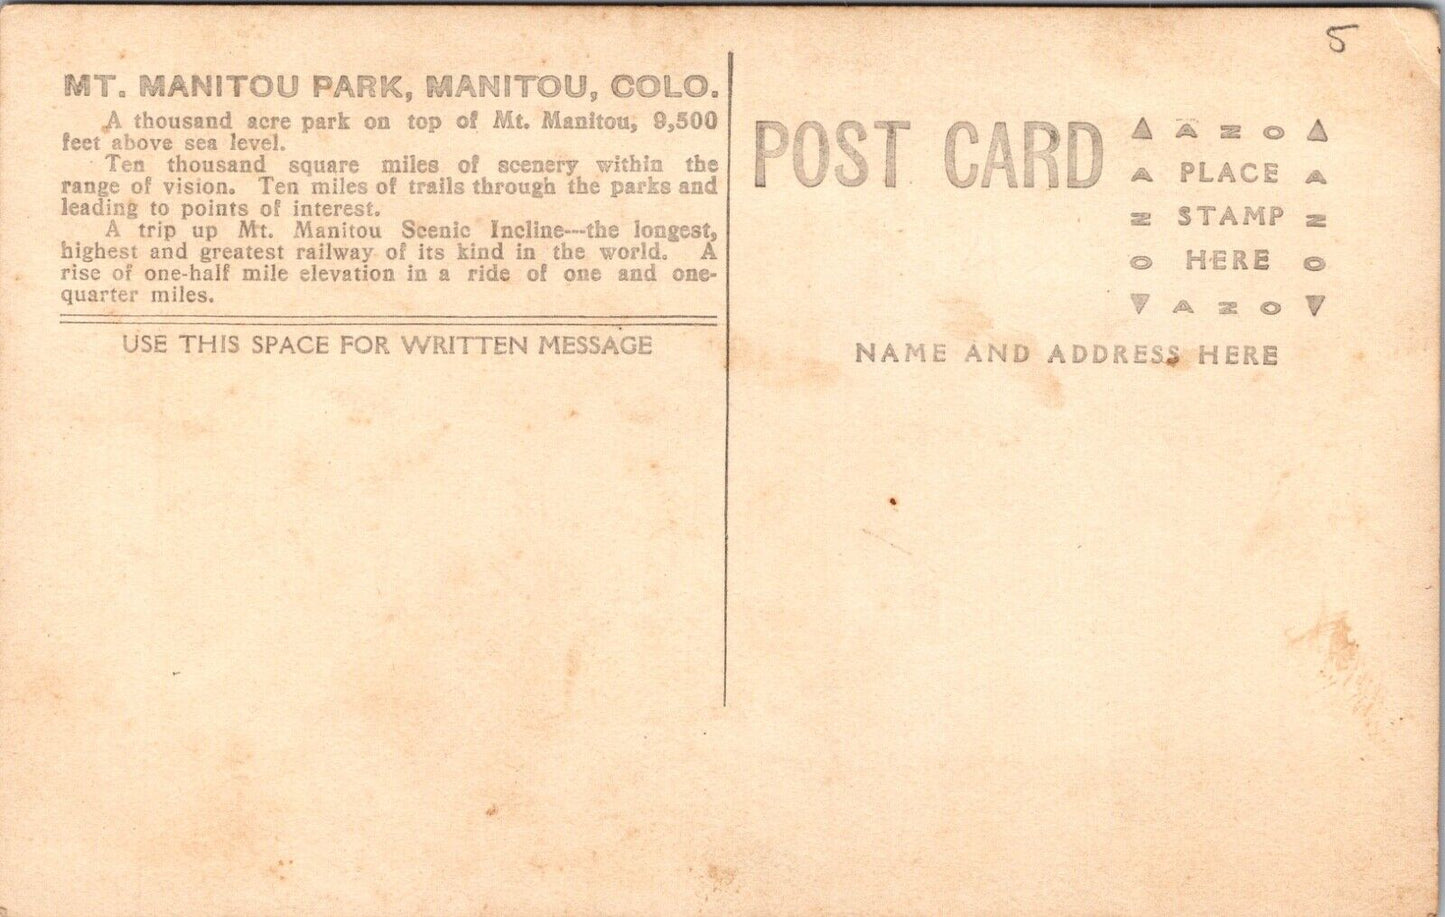 5
MT. MANITOU PARK, MANITOU, COLO.
A thousand acre park on top of Mt. Manitou, 9,500
feet above sea level.
Ten thousand square miles of scenery within the
range of vision. Ten miles of trails through the parks and
leading to points of interest.
A trip up Mt. Manitou Scenic Incline---the longest,
highest and greatest railway of its kind in the world. A
rise of one-half mile elevation in a ride of one and one-
quarter miles.
USE THIS SPACE FOR WRITTEN MESSAGE
POST CARD
AZO
PLACE
STAMP
HERE
AZO
AZO
AZO
NAME AND ADDRESS HERE